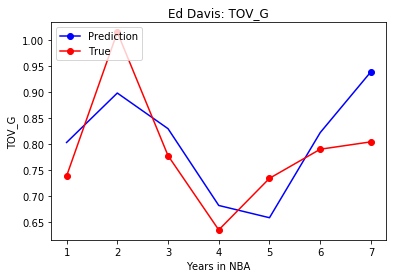 Ed Davis: TOV_G
Prediction
True
TOV_G
1.00
0.95
0.90
0.85
0.80
0.75
0.70
0.65
1 2 3 4 5 6 7
Years in NBA